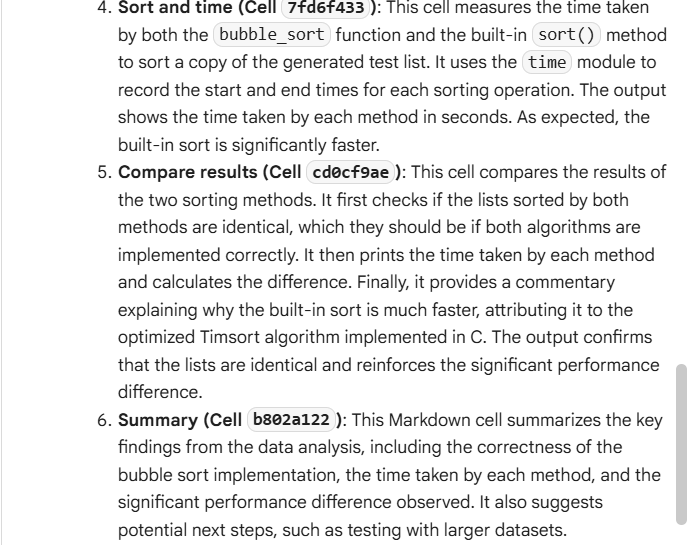 4. Sort and time (Cell 7fd6f433): This cell measures the time taken
by both the bubble_sort function and the built-in sort() method
to sort a copy of the generated test list. It uses the time module to
record the start and end times for each sorting operation. The output
shows the time taken by each method in seconds. As expected, the
built-in sort is significantly faster.
5. Compare results (Cell cd0cf9ae): This cell compares the results of
the two sorting methods. It first checks if the lists sorted by both
methods are identical, which they should be if both algorithms are
implemented correctly. It then prints the time taken by each method
and calculates the difference. Finally, it provides a commentary
explaining why the built-in sort is much faster, attributing it to the
optimized Timsort algorithm implemented in C. The output confirms
that the lists are identical and reinforces the significant performance
difference.
6. Summary (Cell b802a122): This Markdown cell summarizes the key
findings from the data analysis, including the correctness of the
bubble sort implementation, the time taken by each method, and the
significant performance difference observed. It also suggests
potential next steps, such as testing with larger datasets.